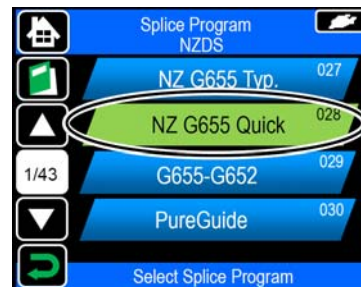 Splice Program
NZDS
NZ G655 Typ. 027
NZ G655 Quick 028
G655-G652 029
1/43
PureGuide 030
Select Splice Program